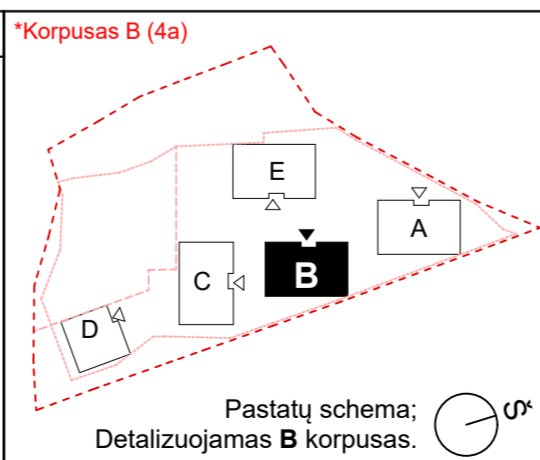 *Korpusas B (4a)
E
A
B
C
D
Pastatų schema;
Detalizuojamas B korpusas.
Š